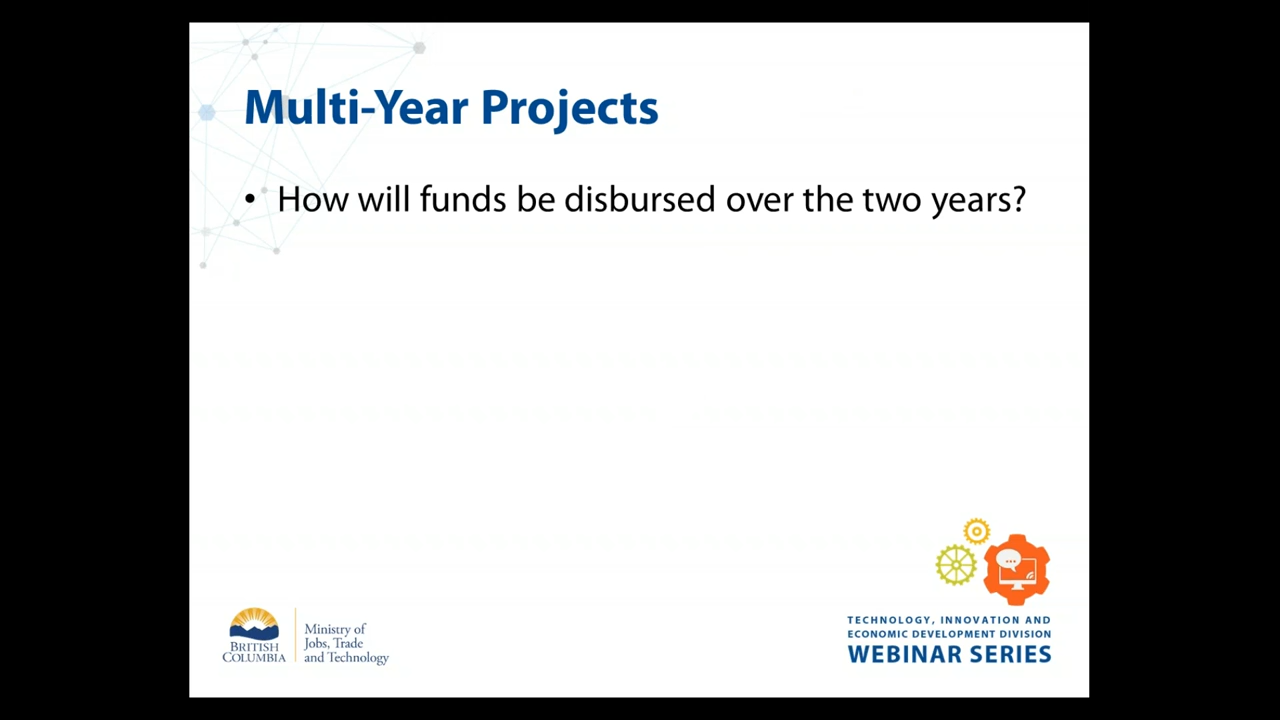 Multi-Year Projects
• How will funds be disbursed over the two years?
TECHNOLOGY, INNOVATION AND
ECONOMIC DEVELOPMENT DIVISION
WEBINAR SERIES
BRITISH
COLUMBIA
Ministry of
Jobs, Trade
and Technology